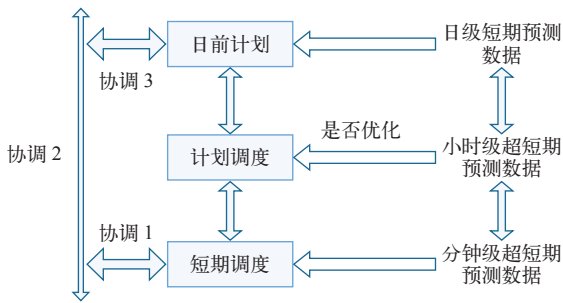 日前计划
日级短期预测
数据
协调 3
是否优化
协调 2
计划调度
小时级超短期
预测数据
协调 1
短期调度
分钟级超短期
预测数据